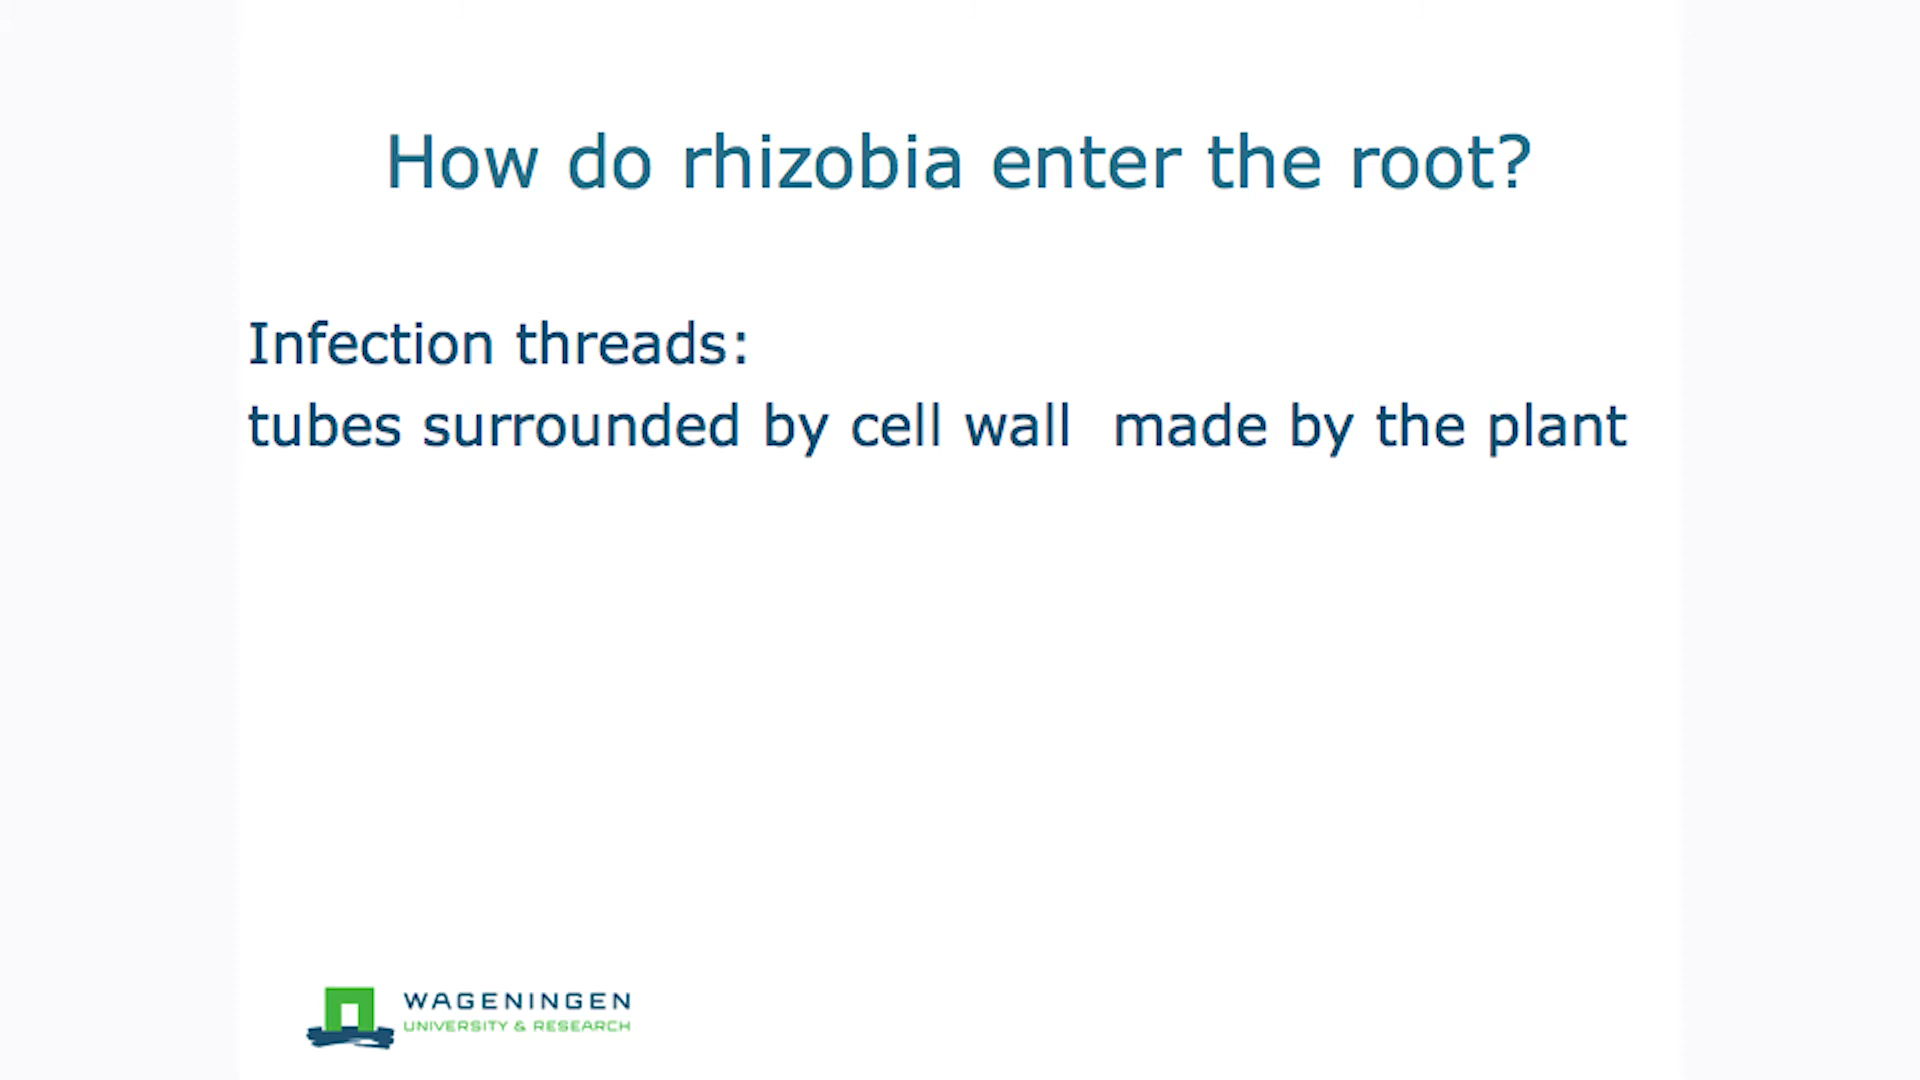 How do rhizobia enter the root?
Infection threads:
tubes surrounded by cell wall  made by the plant
WAGENINGEN
UNIVERSITY & RESEARCH